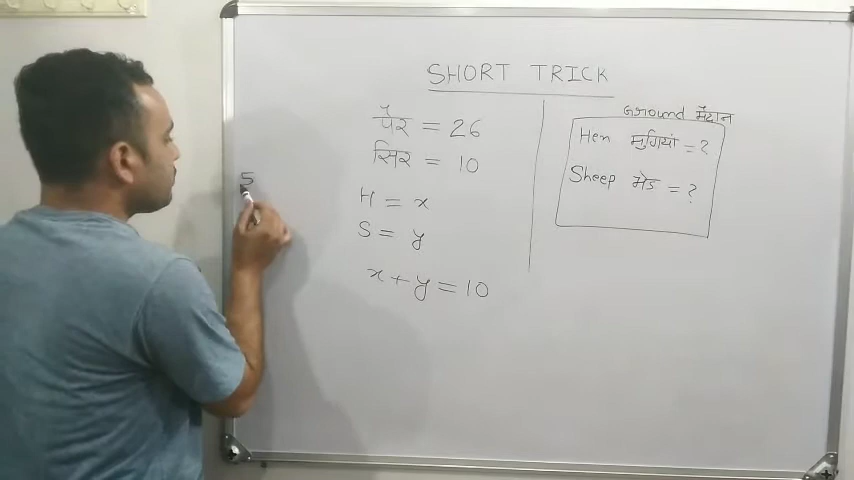 SHORT TRICK
पैर = 26
सिर = 10
H = x
S = y
x + y = 10
5
Ground मैदान
Hen मुर्गियां = ?
Sheep भेड = ?